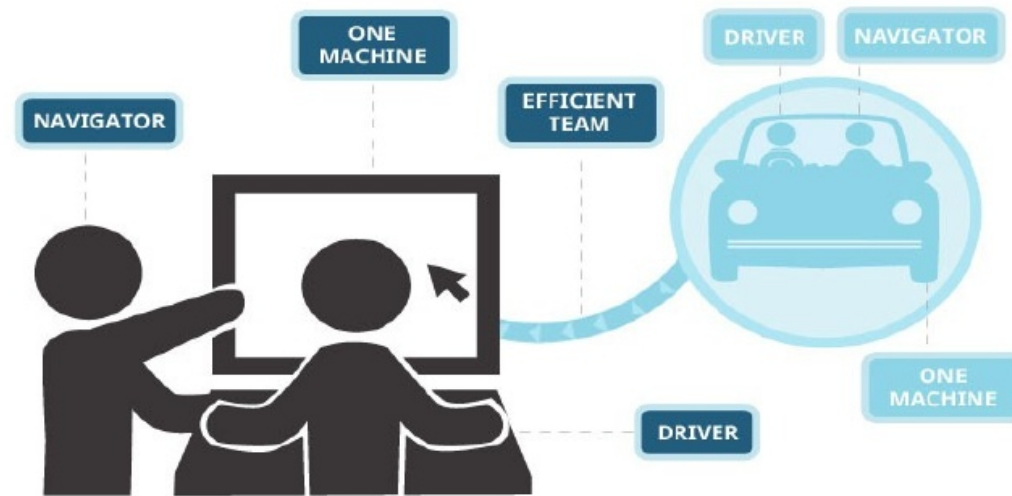 ONE
MACHINE
DRIVER
NAVIGATOR
NAVIGATOR
EFFICIENT
TEAM
ONE
MACHINE
DRIVER